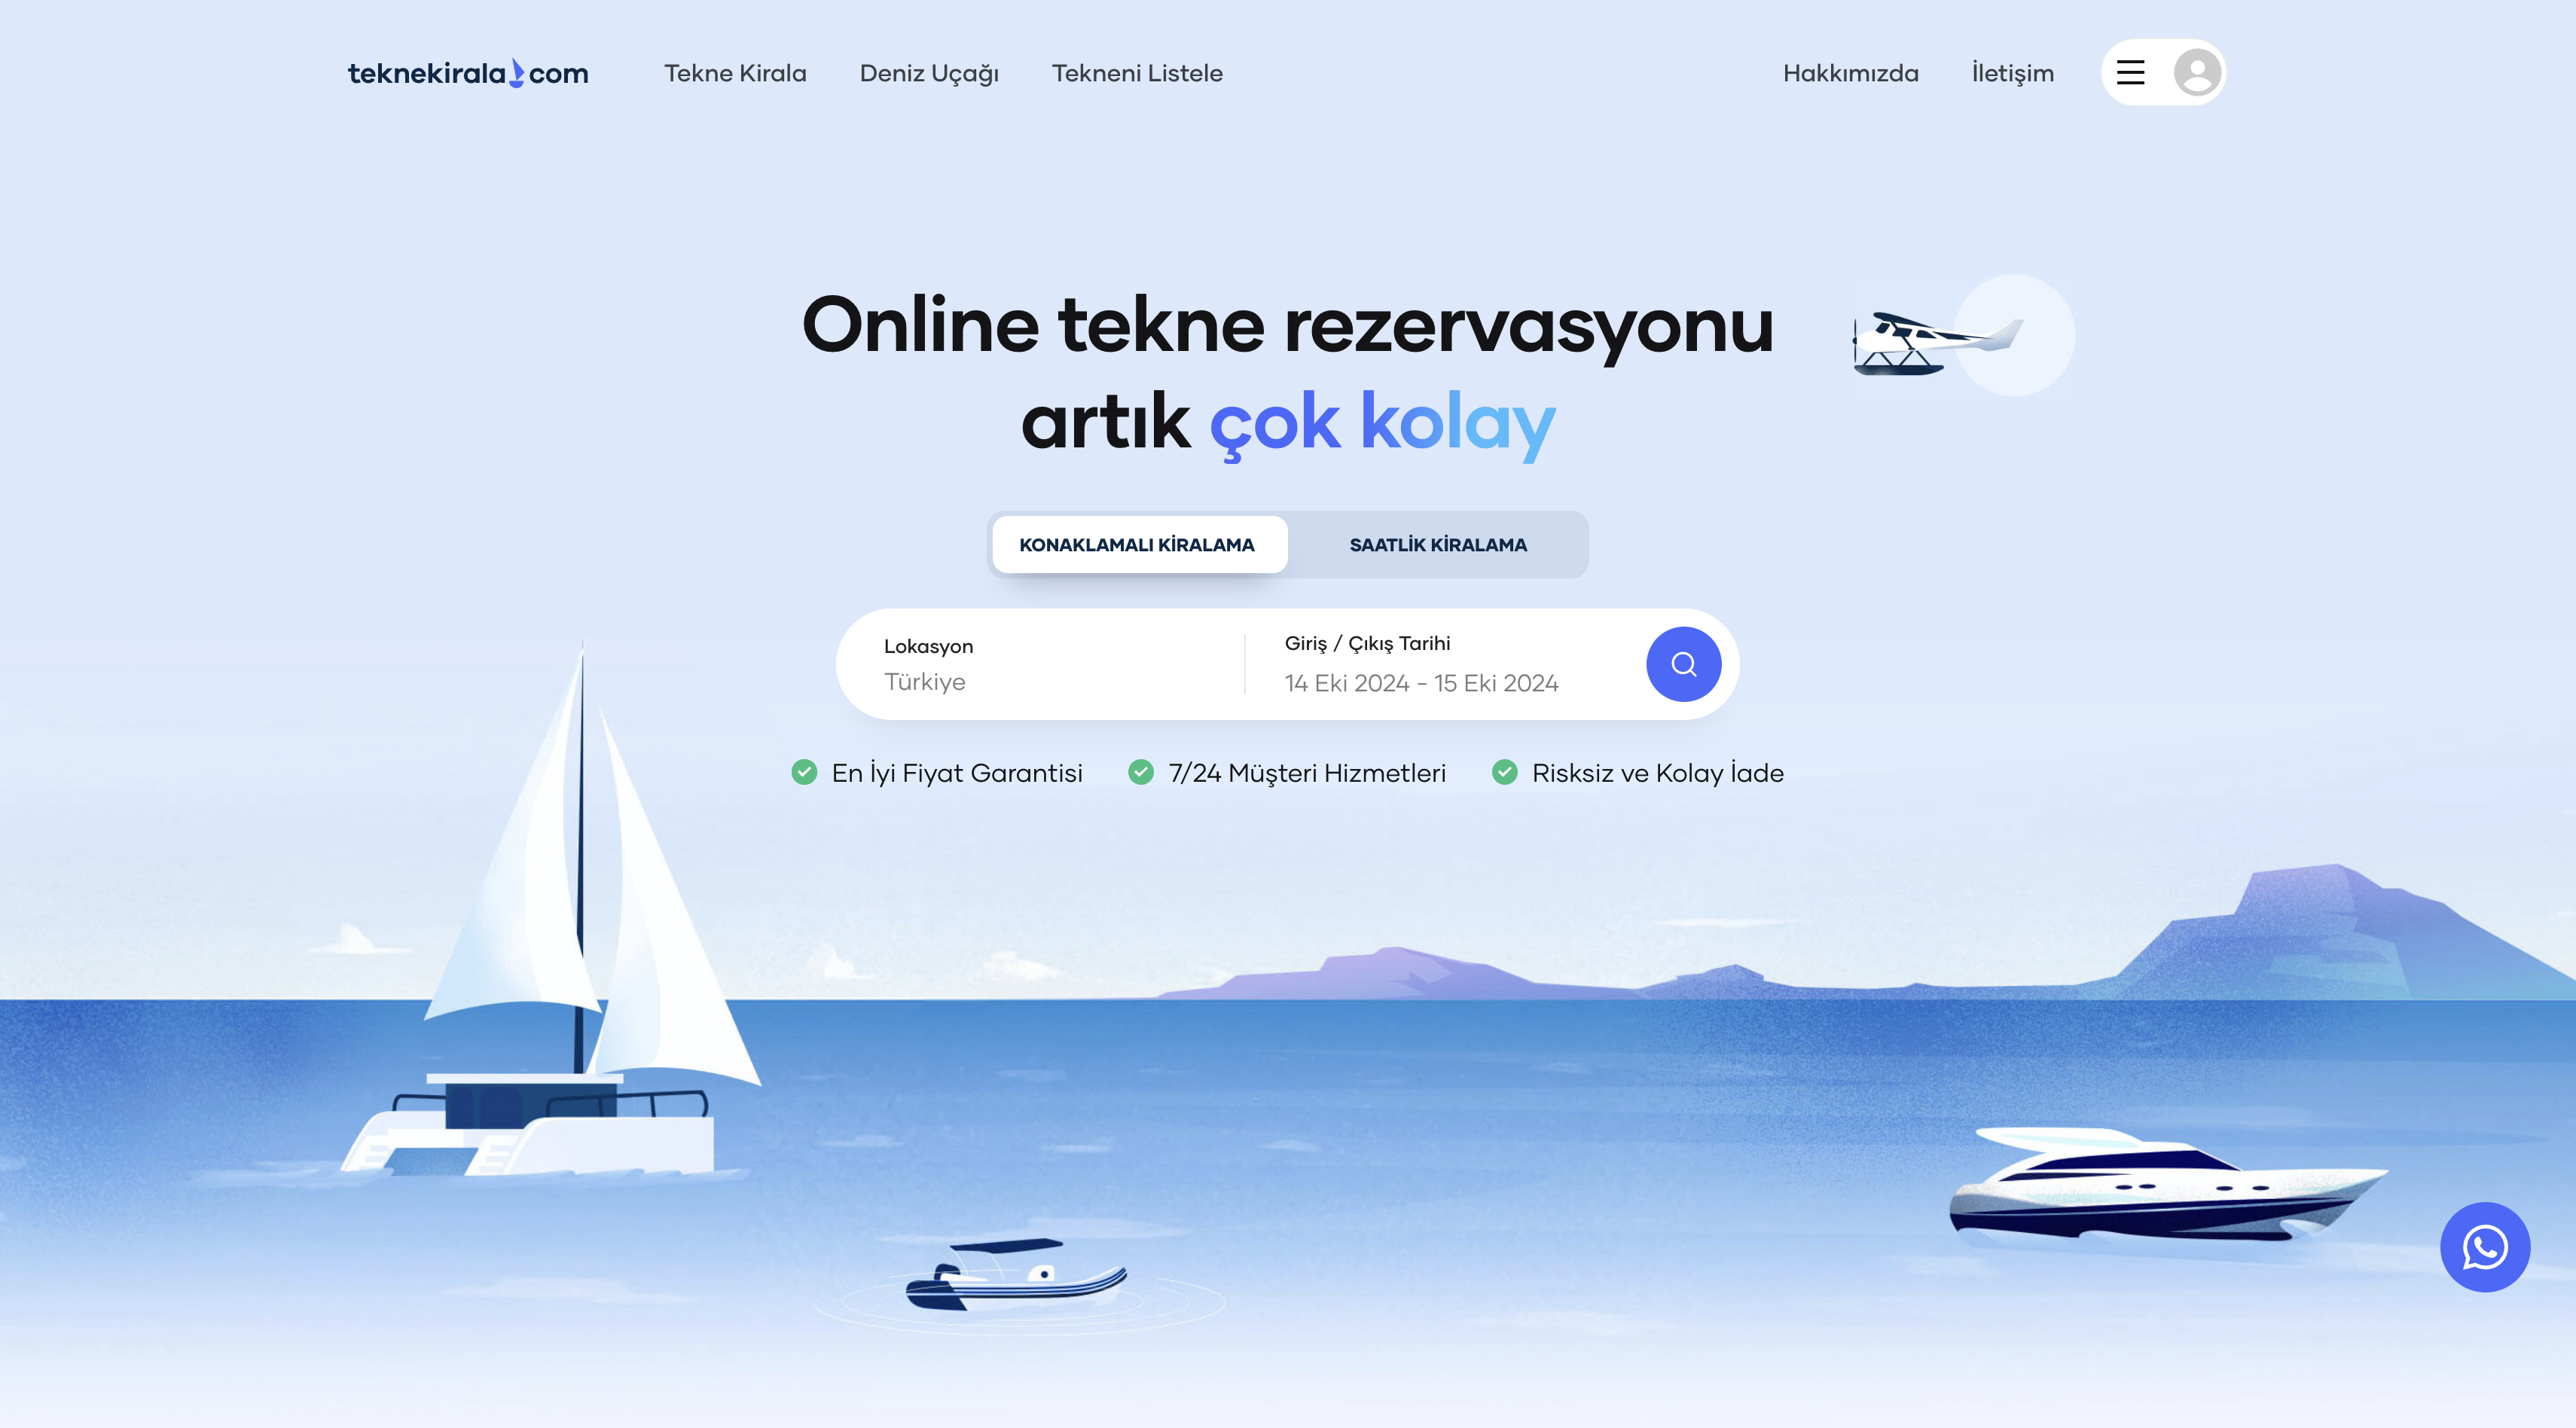 teknekirala.com
Tekne Kirala
Deniz Uçağı
Tekneni Listele
Hakkımızda
İletişim
Online tekne rezervasyonu
artık çok kolay
KONAKLAMALI KİRALAMA
SAATLİK KİRALAMA
Lokasyon
Türkiye
Giriş / Çıkış Tarihi
14 Eki 2024 - 15 Eki 2024
En İyi Fiyat Garantisi
7/24 Müşteri Hizmetleri
Risksiz ve Kolay İade